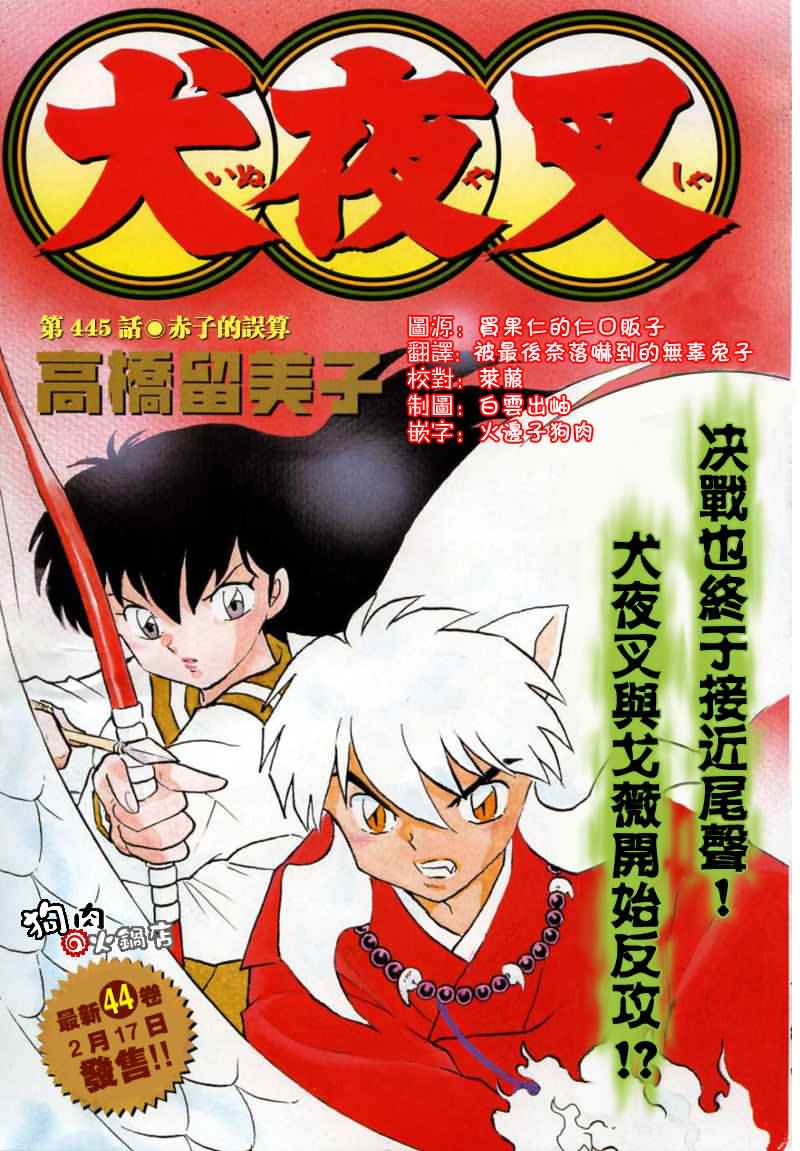 犬夜叉
いぬ や しゃ
第 445 話●赤子的誤算
高橋留美子
圖源：買果仁的仁口販子
翻譯：被最後奈落嚇到的無辜兔子
校對：萊菔
制圖：白雲出岫
嵌字：火邊子狗肉
决戰也終于接近尾聲！
犬夜叉與戈薇開始反攻！？
狗肉
火鍋店
最新44卷
2月17日
發售！！